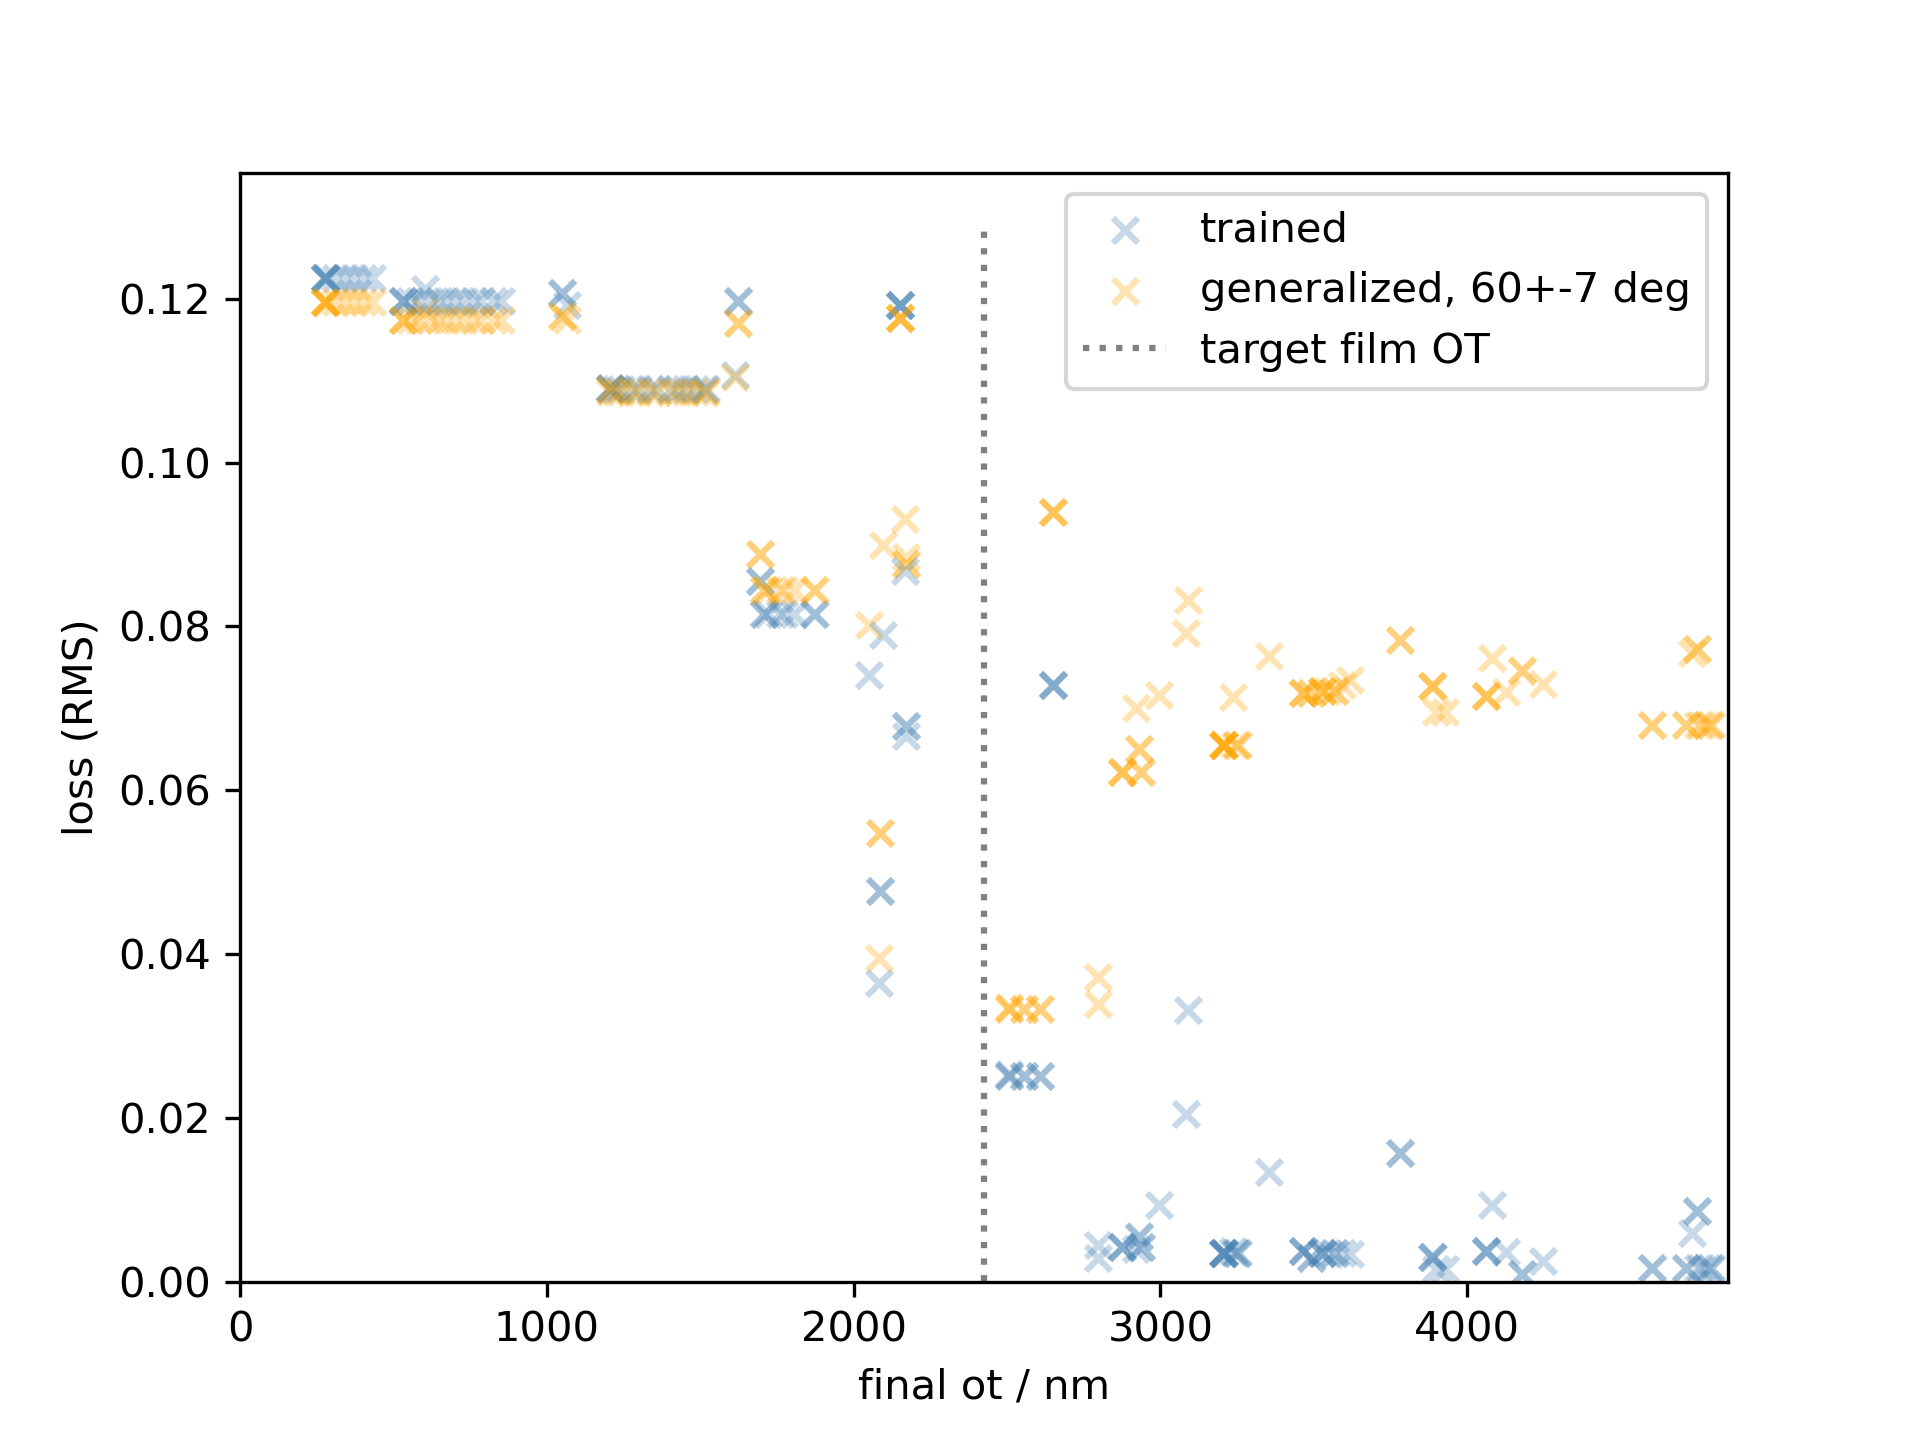 trained
generalized, 60+-7 deg
target film OT
0.12
0.10
0.08
0.06
0.04
0.02
0.00
loss (RMS)
0
1000
2000
3000
4000
final ot / nm